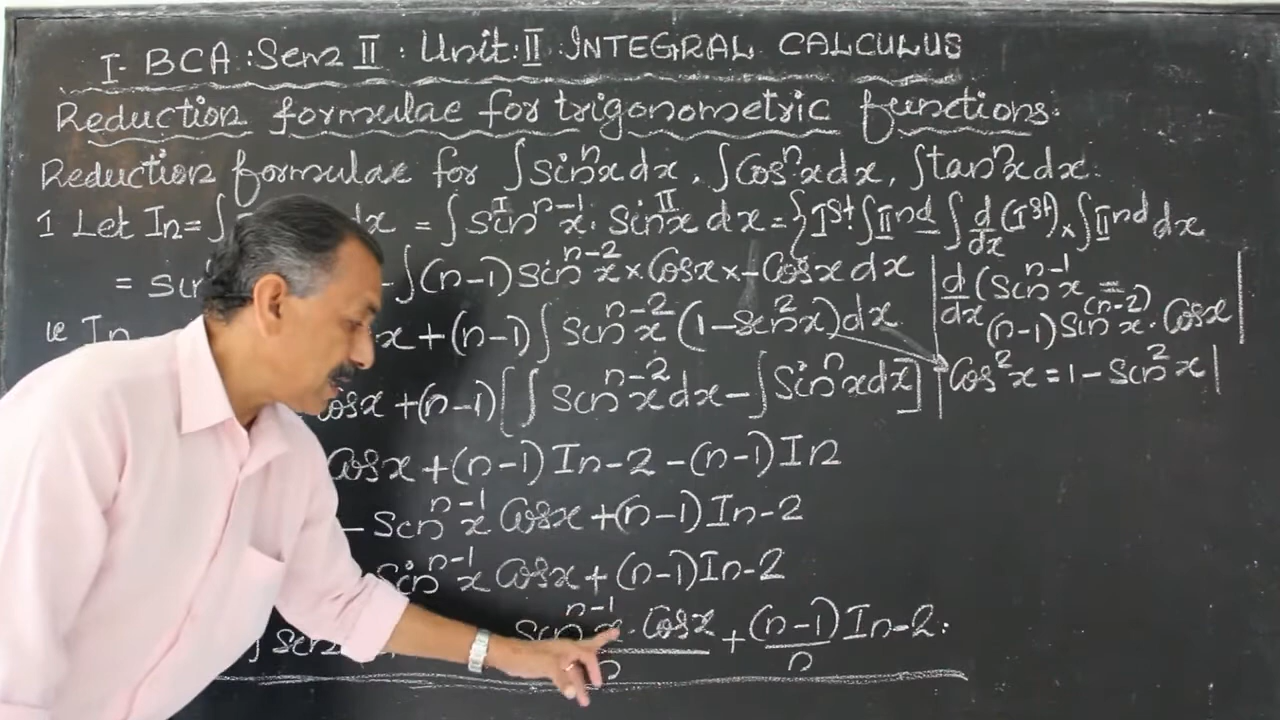 I- BCA : Sem II : Unit: II INTEGRAL CALCULUS
Reduction formulae for trigonometric functions.
Reduction formulae for ∫sinⁿx dx, ∫Cosⁿx dx, ∫tanⁿx dx.
1 Let In = ∫ dx = ∫ sinⁿ⁻¹x · Sin x dx = { Ist ∫ IInd ∫ d/dx (Ist) × ∫ IInd dx
I II
= sin - ∫(n-1) Sinⁿ⁻²x × Cosx × -Cosx dx
d/dx (Sinⁿ⁻¹x =
(n-1) Sin⁽ⁿ⁻²⁾x · Cosx
ie In x + (n-1) ∫ Sinⁿ⁻²x (1-Sin²x) dx
Cos²x = 1 - Sin²x
Cosx + (n-1) [∫ Sinⁿ⁻²x dx - ∫ Sinⁿx dx]
Cosx + (n-1) In-2 - (n-1) In
- Sinⁿ⁻¹x Cosx + (n-1) In-2
Sinⁿ⁻¹x Cosx + (n-1) In-2
Sinⁿ⁻¹x · Cosx / n + (n-1)/n In-2 :